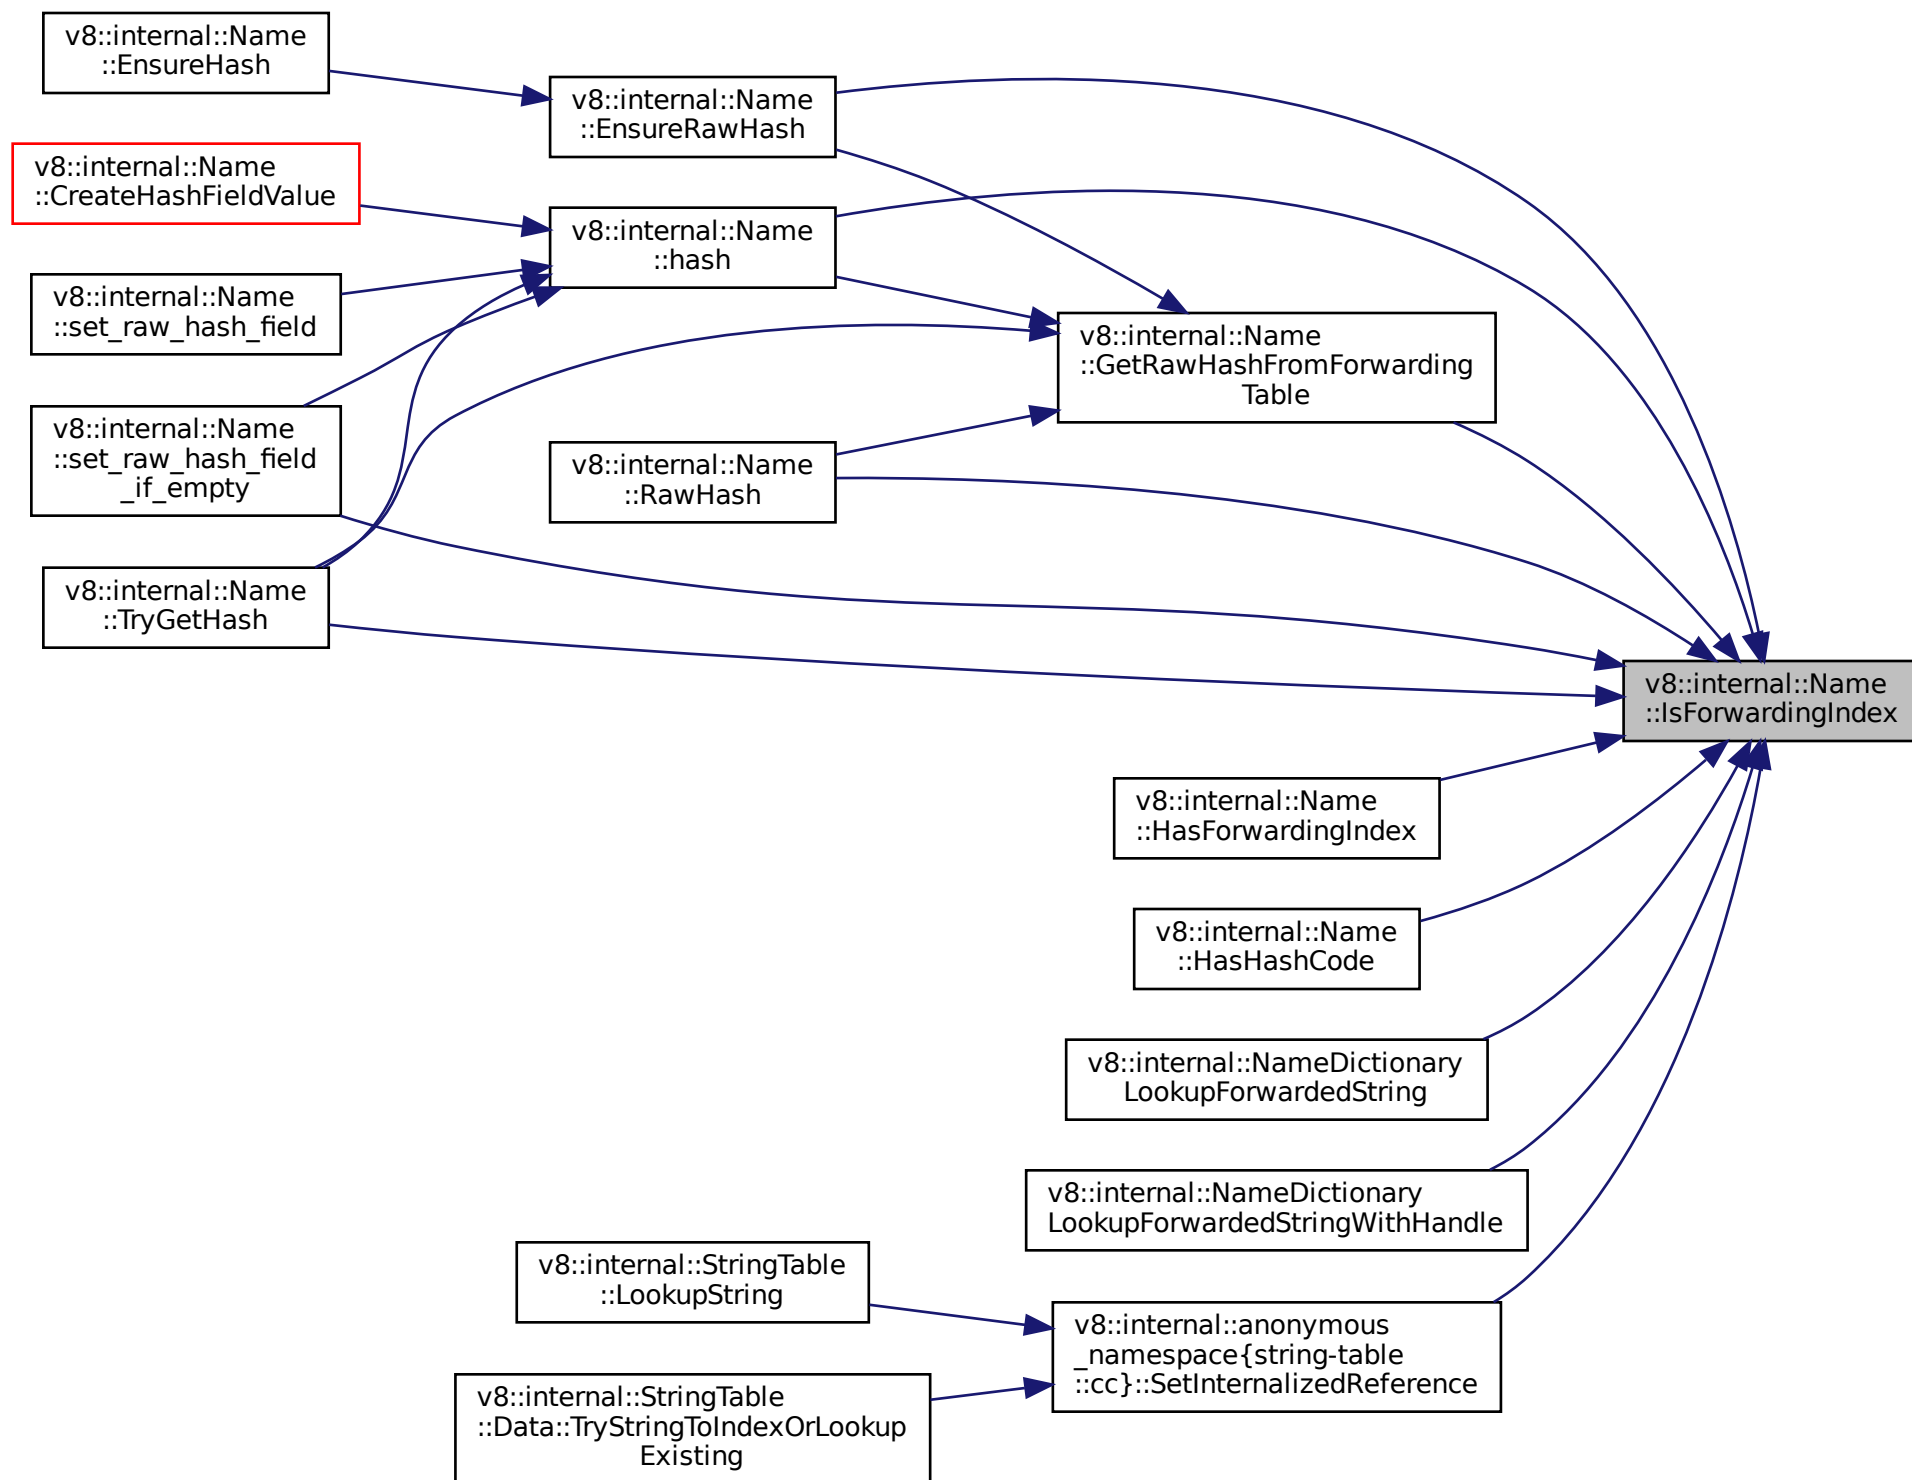 v8::internal::Name
::EnsureHash
v8::internal::Name
::EnsureRawHash
v8::internal::Name
::CreateHashFieldValue
v8::internal::Name
::hash
v8::internal::Name
::set_raw_hash_field
v8::internal::Name
::GetRawHashFromForwarding
Table
v8::internal::Name
::set_raw_hash_field
_if_empty
v8::internal::Name
::RawHash
v8::internal::Name
::TryGetHash
v8::internal::Name
::IsForwardingIndex
v8::internal::Name
::HasForwardingIndex
v8::internal::Name
::HasHashCode
v8::internal::NameDictionary
LookupForwardedString
v8::internal::NameDictionary
LookupForwardedStringWithHandle
v8::internal::StringTable
::LookupString
v8::internal::anonymous
_namespace{string-table
::cc}::SetInternalizedReference
v8::internal::StringTable
::Data::TryStringToIndexOrLookup
Existing